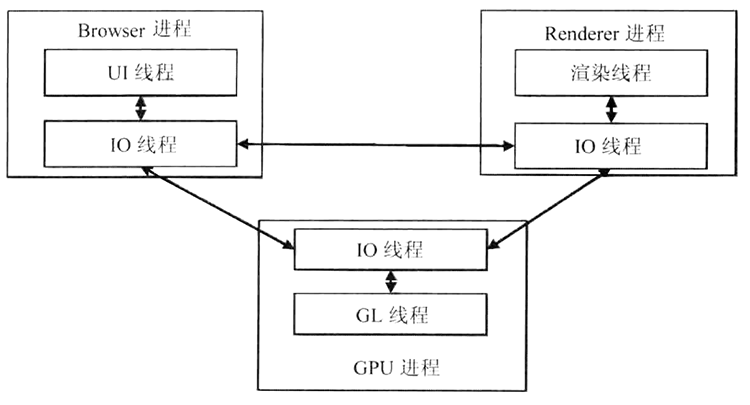 Browser 进程
UI 线程
IO 线程
Renderer 进程
渲染线程
IO 线程
IO 线程
GL 线程
GPU 进程